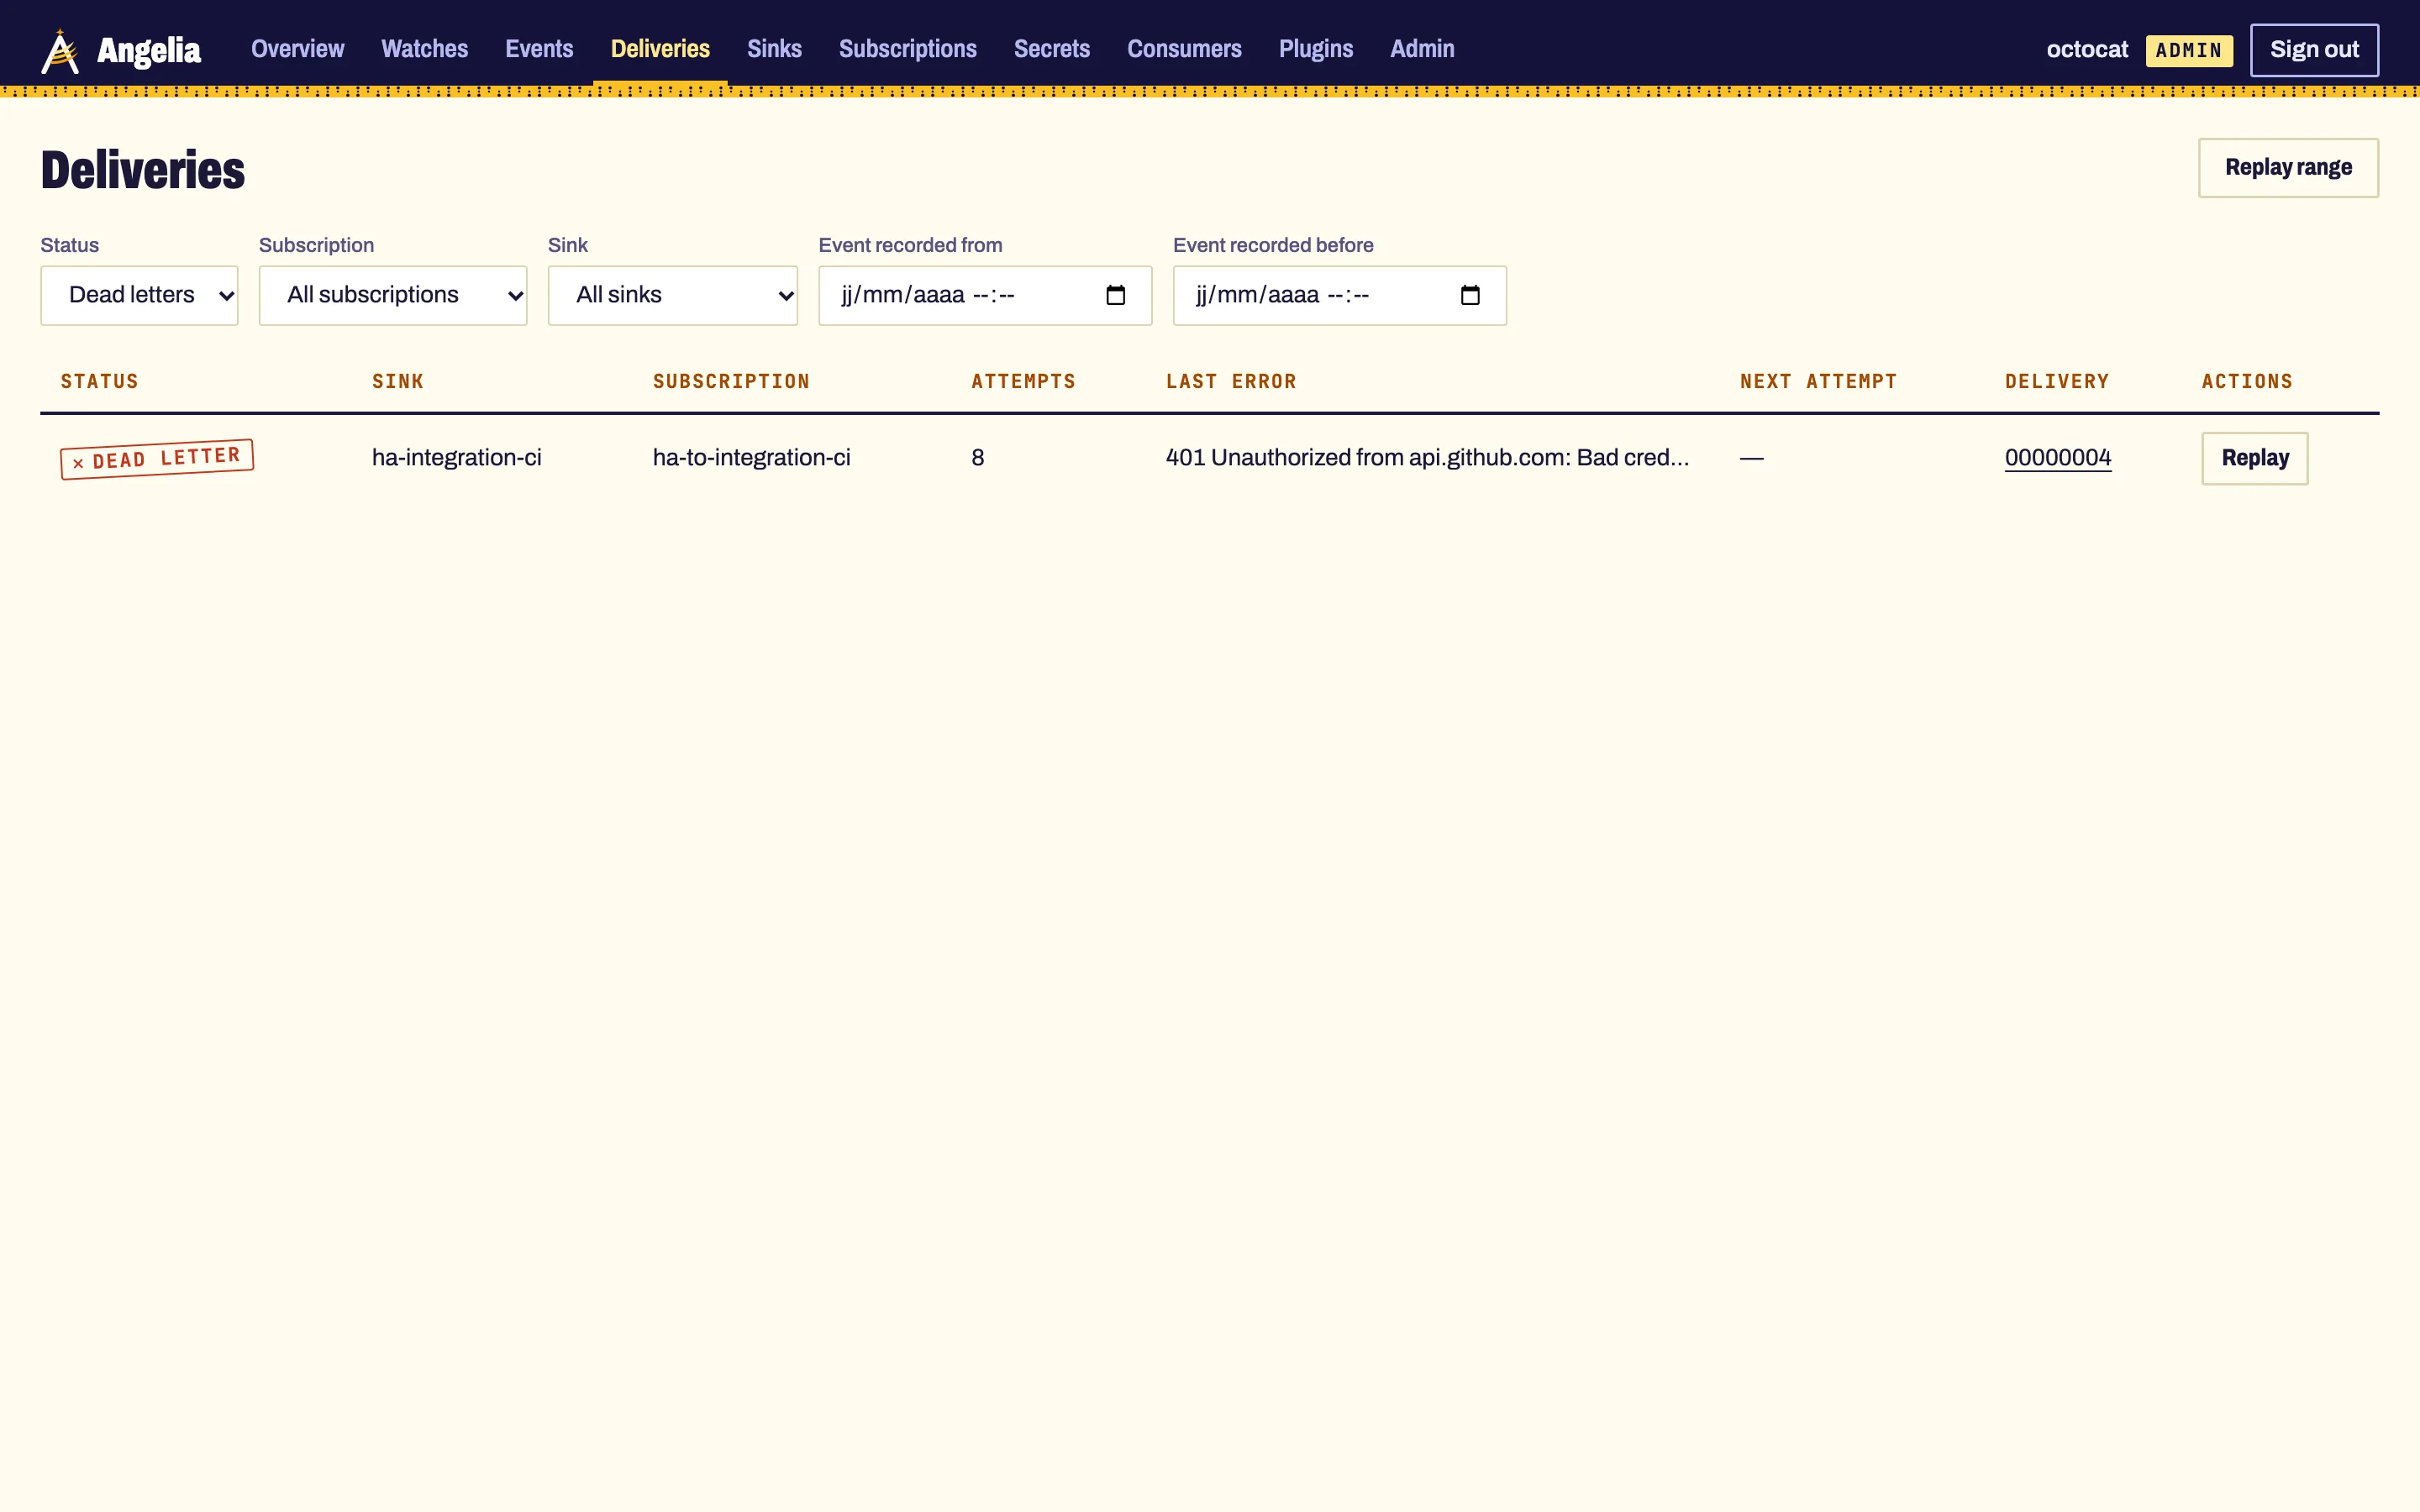 Angelia Overview Watches Events Deliveries Sinks Subscriptions Secrets Consumers Plugins Admin octocat ADMIN Sign out
Deliveries Replay range
Status Subscription Sink Event recorded from Event recorded before
Dead letters All subscriptions All sinks jj/mm/aaaa --:-- jj/mm/aaaa --:--
STATUS SINK SUBSCRIPTION ATTEMPTS LAST ERROR NEXT ATTEMPT DELIVERY ACTIONS
× DEAD LETTER ha-integration-ci ha-to-integration-ci 8 401 Unauthorized from api.github.com: Bad cred... — 00000004 Replay